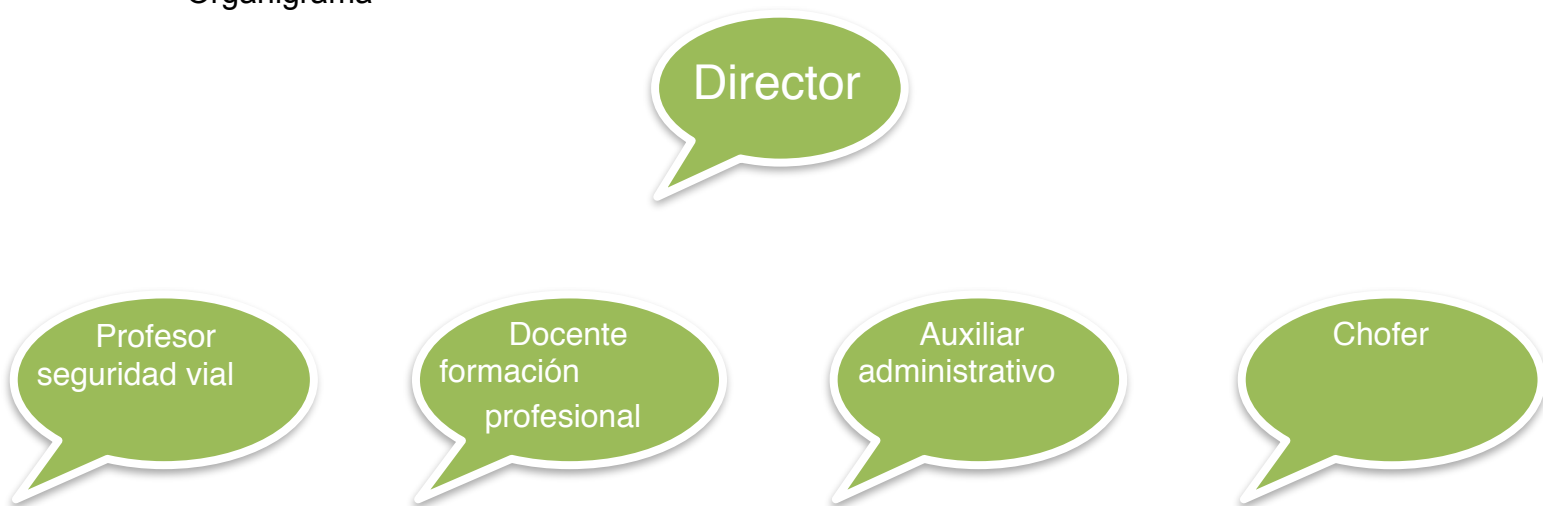 Organigrama
Director
Profesor
seguridad vial
Docente
formación
profesional
Auxiliar
administrativo
Chofer